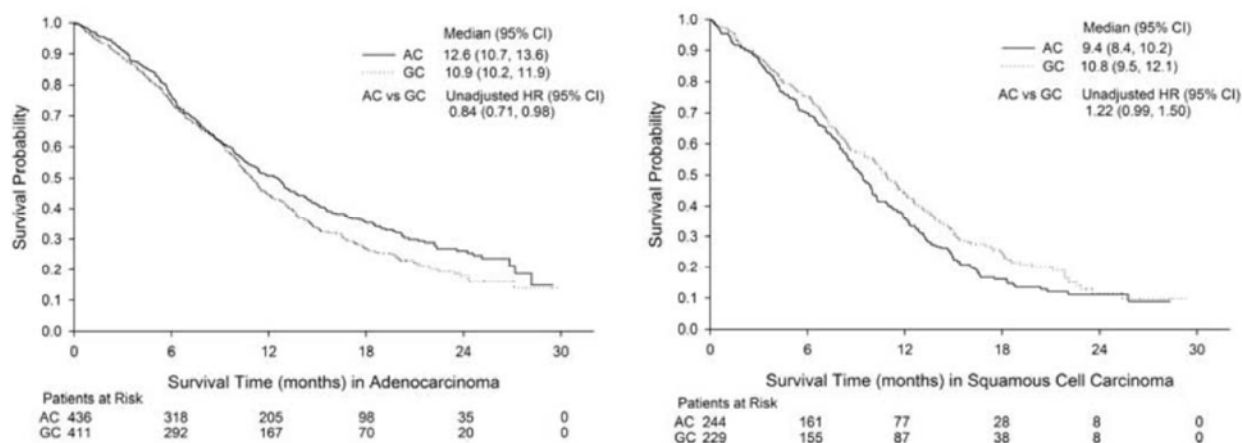 1.0
0.9
0.8
0.7
0.6
0.5
0.4
0.3
0.2
0.1
0.0
Survival Probability
Median (95% CI)
AC 12.6 (10.7, 13.6)
GC 10.9 (10.2, 11.9)
AC vs GC Unadjusted HR (95% CI)
0.84 (0.71, 0.98)
0 6 12 18 24 30
Survival Time (months) in Adenocarcinoma
Patients at Risk
AC 436 318 205 98 35 0
GC 411 292 167 70 20 0
1.0
0.9
0.8
0.7
0.6
0.5
0.4
0.3
0.2
0.1
0.0
Survival Probability
Median (95% CI)
AC 9.4 (8.4, 10.2)
GC 10.8 (9.5, 12.1)
AC vs GC Unadjusted HR (95% CI)
1.22 (0.99, 1.50)
0 6 12 18 24 30
Survival Time (months) in Squamous Cell Carcinoma
Patients at Risk
AC 244 161 77 28 8 0
GC 229 155 87 38 8 0